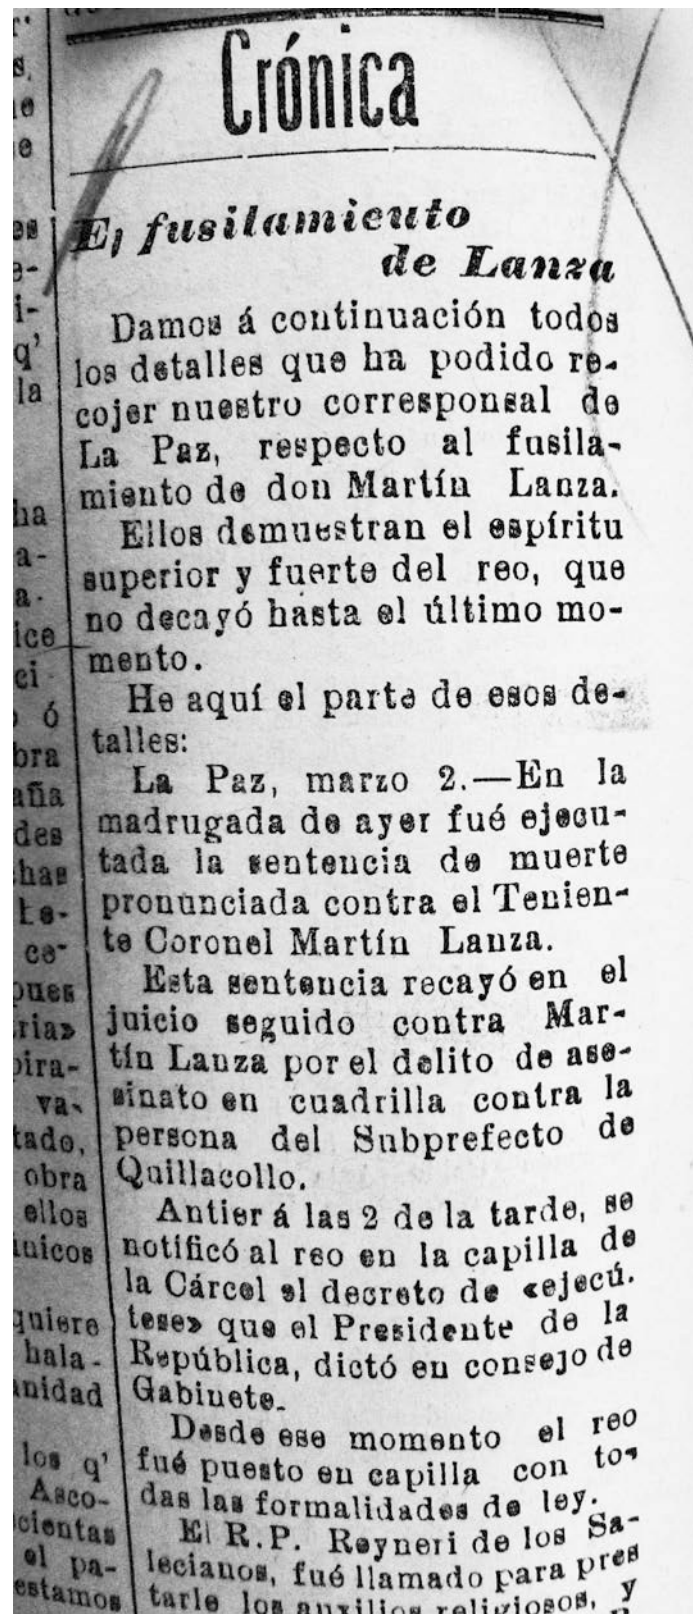 Crónica
El fusilamiento
de Lanza
Damos á continuación todos
los detalles que ha podido re-
cojer nuestro corresponsal de
La Paz, respecto al fusila-
miento de don Martín Lanza.
Ellos demuestran el espíritu
superior y fuerte del reo, que
no decayó hasta el último mo-
mento.
He aquí el parte de esos de-
talles:
La Paz, marzo 2.—En la
madrugada de ayer fué ejecu-
tada la sentencia de muerte
pronunciada contra el Tenien-
te Coronel Martín Lanza.
Esta sentencia recayó en el
juicio seguido contra Mar-
tín Lanza por el delito de ase-
sinato en cuadrilla contra la
persona del Subprefecto de
Quillacollo.
Antier á las 2 de la tarde, se
notificó al reo en la capilla de
la Cárcel el decreto de «ejecú.
tese» que el Presidente de la
República, dictó en consejo de
Gabinete.
Desde ese momento el reo
fué puesto en capilla con to-
das las formalidades de ley.
El R.P. Reyneri de los Sa-
lecianos, fué llamado para pres
tarle los auxilios religiosos, y